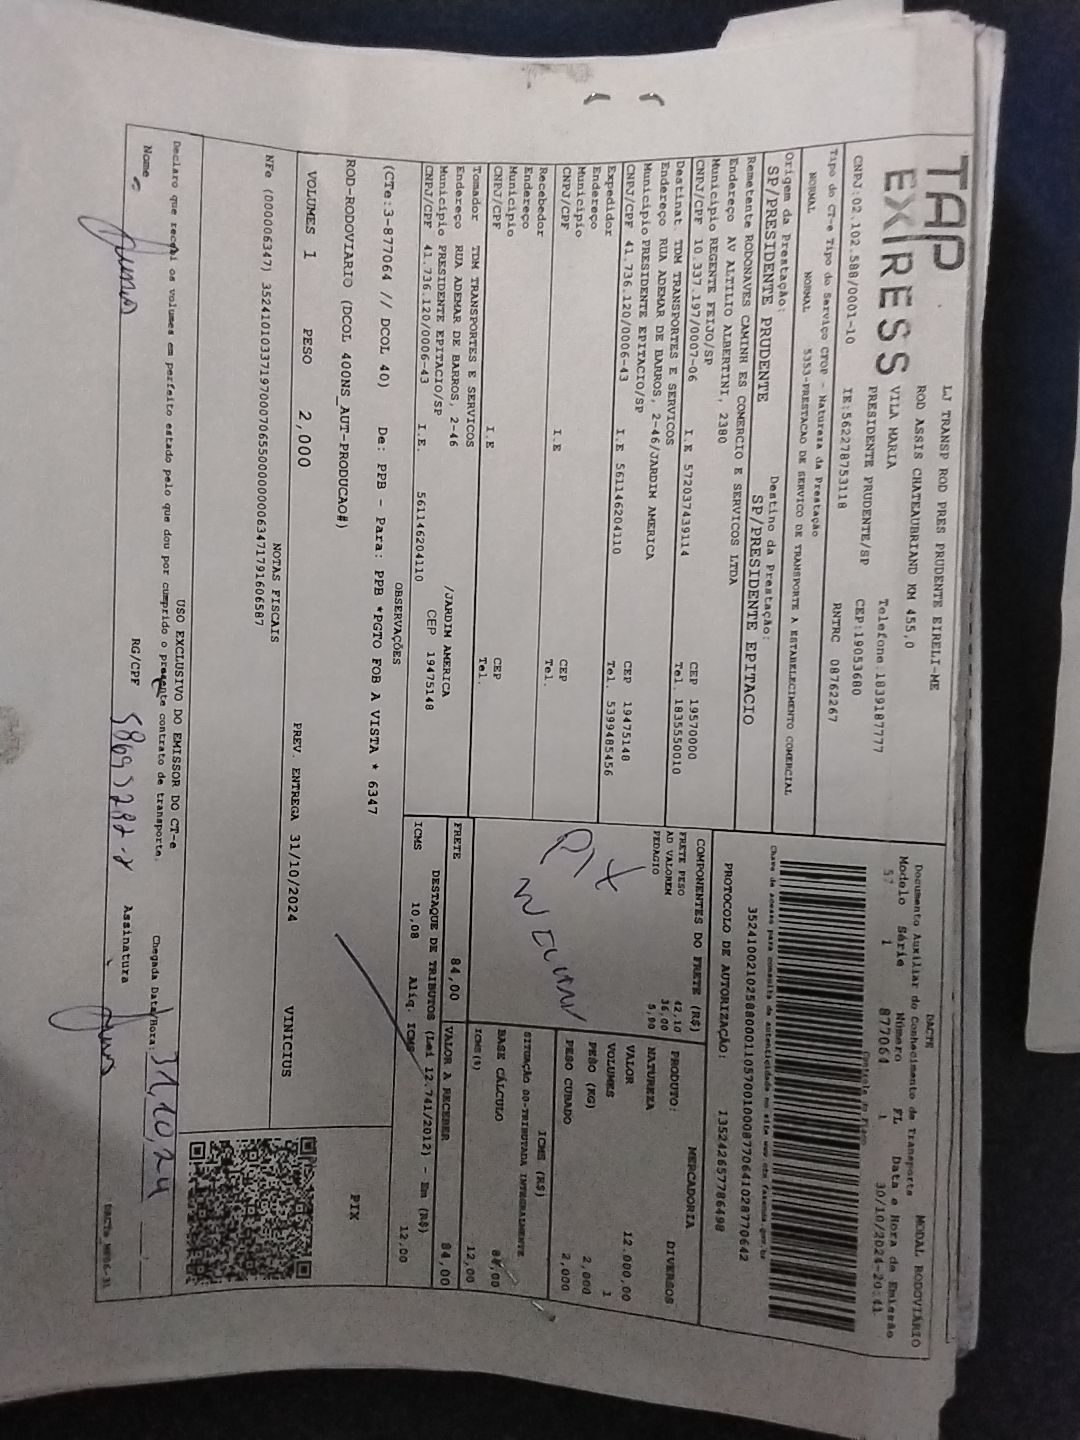 TAP
EXPRESS
LJ TRANSP ROD PRES PRUDENTE EIRELI-ME
ROD ASSIS CHATEAUBRIAND KM 455,0
VILA MARIA Telefone:1839187777
PRESIDENTE PRUDENTE/SP CEP:19053680
CNPJ:02.102.588/0001-10 IE:562278753118 RNTRC 08762267
Tipo do CT-e Tipo do Serviço CFOP - Natureza da Prestação
NORMAL NORMAL 5353-PRESTACAO DE SERVICO DE TRANSPORTE A ESTABELECIMENTO COMERCIAL
Origem da Prestação: Destino da Prestação:
SP/PRESIDENTE PRUDENTE SP/PRESIDENTE EPITACIO
Remetente RODONAVES CAMINH ES COMERCIO E SERVICOS LTDA
Endereço AV ALTILIO ALBERTINI, 2380
Municipio REGENTE FEIJO/SP CEP 19570000
CNPJ/CPF 10.337.197/0007-06 I.E 57203743911​4 Tel. 1835550010
Destinat. TDM TRANSPORTES E SERVICOS
Endereço RUA ADEMAR DE BARROS, 2-46/JARDIM AMERICA
Municipio PRESIDENTE EPITACIO/SP CEP 19475148
CNPJ/CPF 41.736.120/0006-43 I.E 561146204110 Tel. 5399485456
Expedidor
Endereço
Municipio CEP
CNPJ/CPF I.E Tel.
Recebedor
Endereço
Municipio CEP
CNPJ/CPF I.E Tel.
Tomador TDM TRANSPORTES E SERVICOS
Endereço RUA ADEMAR DE BARROS, 2-46 /JARDIM AMERICA
Municipio PRESIDENTE EPITACIO/SP CEP 19475148
CNPJ/CPF 41.736.120/0006-43 I.E. 561146204110
DACTE MODAL RODOVIÁRIO
Documento Auxiliar do Conhecimento de Transporte
Modelo Série Número FL Data e Hora de Emissão
57 1 877064 1 30/10/2024-20:41
Controle do Fisco
Chave de acesso para consulta de autenticidade no site www.cte.fazenda.gov.br
35241002102588000110570010008770641028770642
PROTOCOLO DE AUTORIZAÇÃO: 135242657786498
COMPONENTES DO FRETE (R$)
FRETE PESO 42,10
AD VALOREM 36,00
PEDAGIO 5,90
PIX
FRETE 84,00
PRODUTO: MERCADORIA
NATUREZA DIVERSOS
VALOR 12.000,00
VOLUMES 1
PESO (KG) 2,000
PESO CUBADO 2,000
ICMS (R$)
SITUAÇÃO 00-TRIBUTADA INTEGRALMENTE
BASE CÁLCULO 84,00
ICMS(%) 12,00
VALOR A RECEBER 84,00
DESTAQUE DE TRIBUTOS (Lei 12.741/2012) - Em (R$)
ICMS 10,08 Aliq. ICMS 12,00
OBSERVAÇÕES
(CTe:3-877064 // DCOL 40) De: PPB - Para: PPB *PGTO FOB A VISTA * 6347
ROD-RODOVIARIO (DCOL 400NS_AUT-PRODUCAO#)
PIX
VOLUMES 1 PESO 2,000 PREV. ENTREGA 31/10/2024 VINICIUS
NOTAS FISCAIS
NFe (000006347) 35241010337197000706550000000634717916​06587
USO EXCLUSIVO DO EMISSOR DO CT-e
Declaro que recebi os volumes em perfeito estado pelo que dou por cumprido o presente contrato de transporte. Chegada Data/Hora: 31,10,24
Nome RG/CPF Assinatura